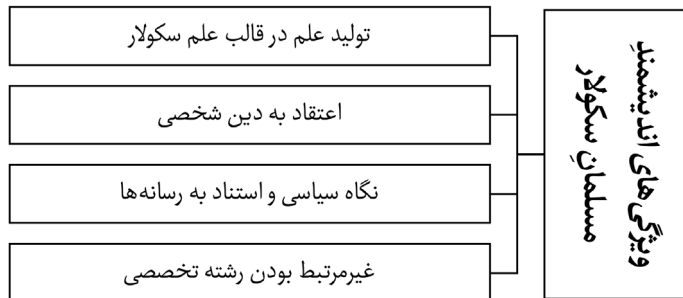 ویژگی‌های اندیشمندِ
مسلمانِ سکولار
تولید علم در قالب علم سکولار
اعتقاد به دین شخصی
نگاه سیاسی و استناد به رسانه‌ها
غیرمرتبط بودن رشته تخصصی